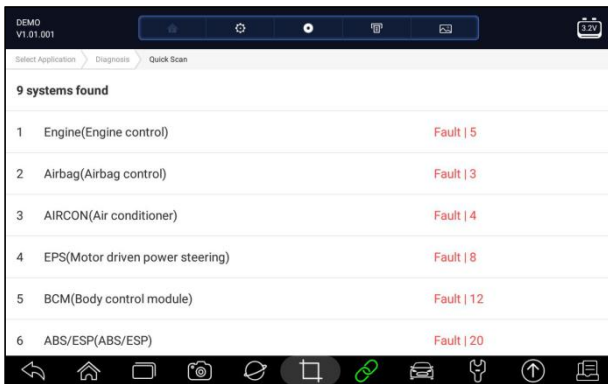 DEMO
V1.01.001
3.2V
Select Application Diagnosis Quick Scan
9 systems found
1 Engine(Engine control) Fault | 5
2 Airbag(Airbag control) Fault | 3
3 AIRCON(Air conditioner) Fault | 4
4 EPS(Motor driven power steering) Fault | 8
5 BCM(Body control module) Fault | 12
6 ABS/ESP(ABS/ESP) Fault | 20